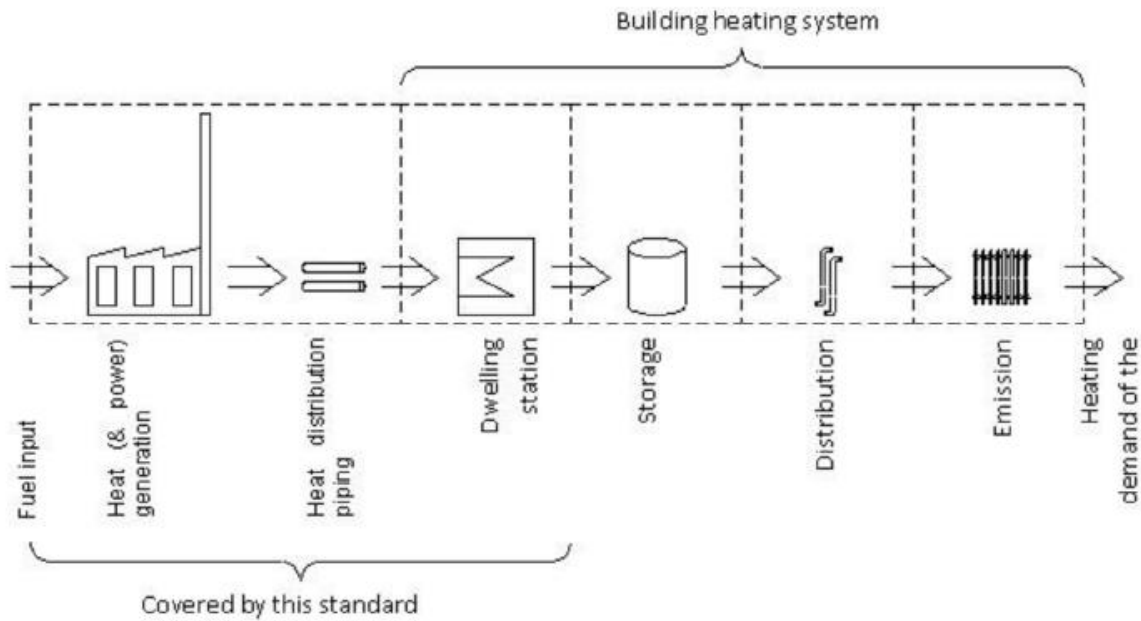 Building heating system
Fuel input
Heat (& power)
generation
Heat distribution
piping
Dwelling
station
Storage
Distribution
Emission
Heating
demand of the
Covered by this standard